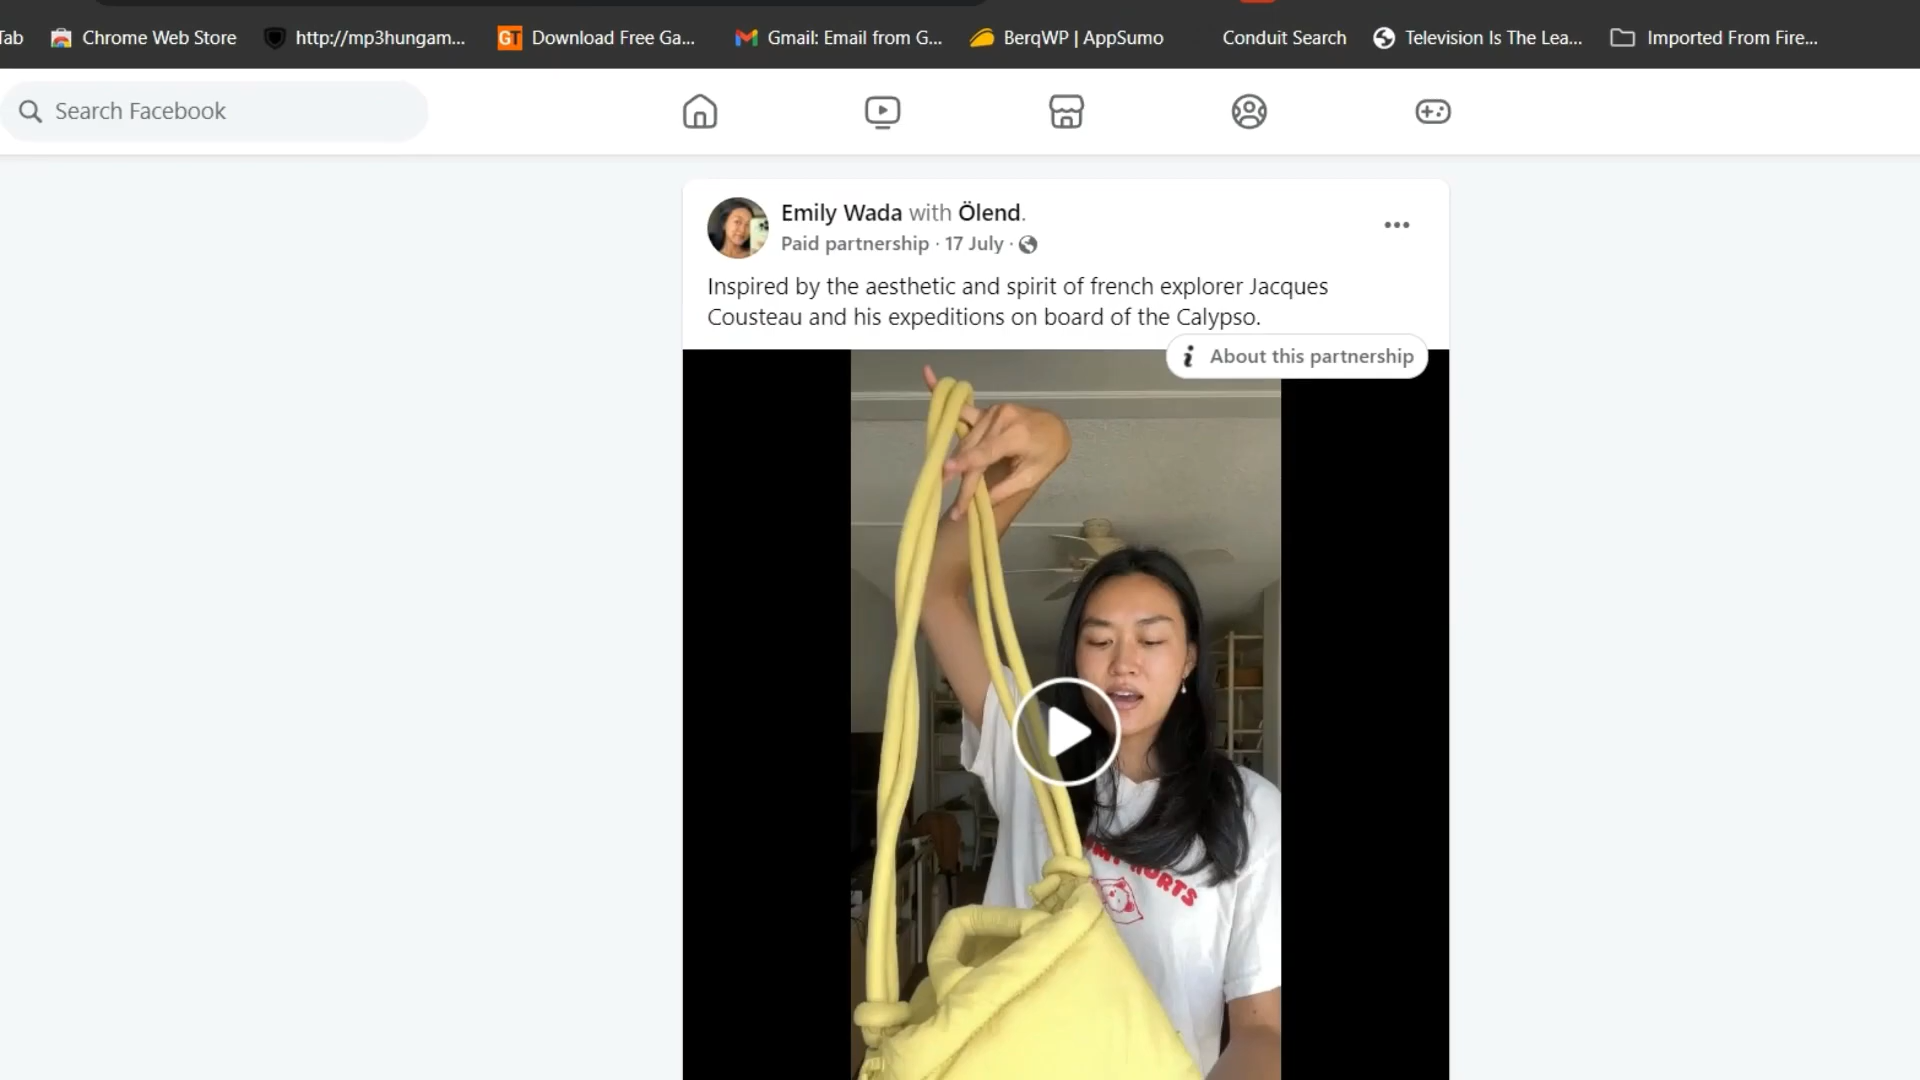 Tab Chrome Web Store http://mp3hungam... GT Download Free Ga... Gmail: Email from G... BerqWP | AppSumo Conduit Search Television Is The Lea... Imported From Fire...
Search Facebook
Emily Wada with Ölend.
Paid partnership · 17 July ·
Inspired by the aesthetic and spirit of french explorer Jacques
Cousteau and his expeditions on board of the Calypso.
About this partnership
HURTS